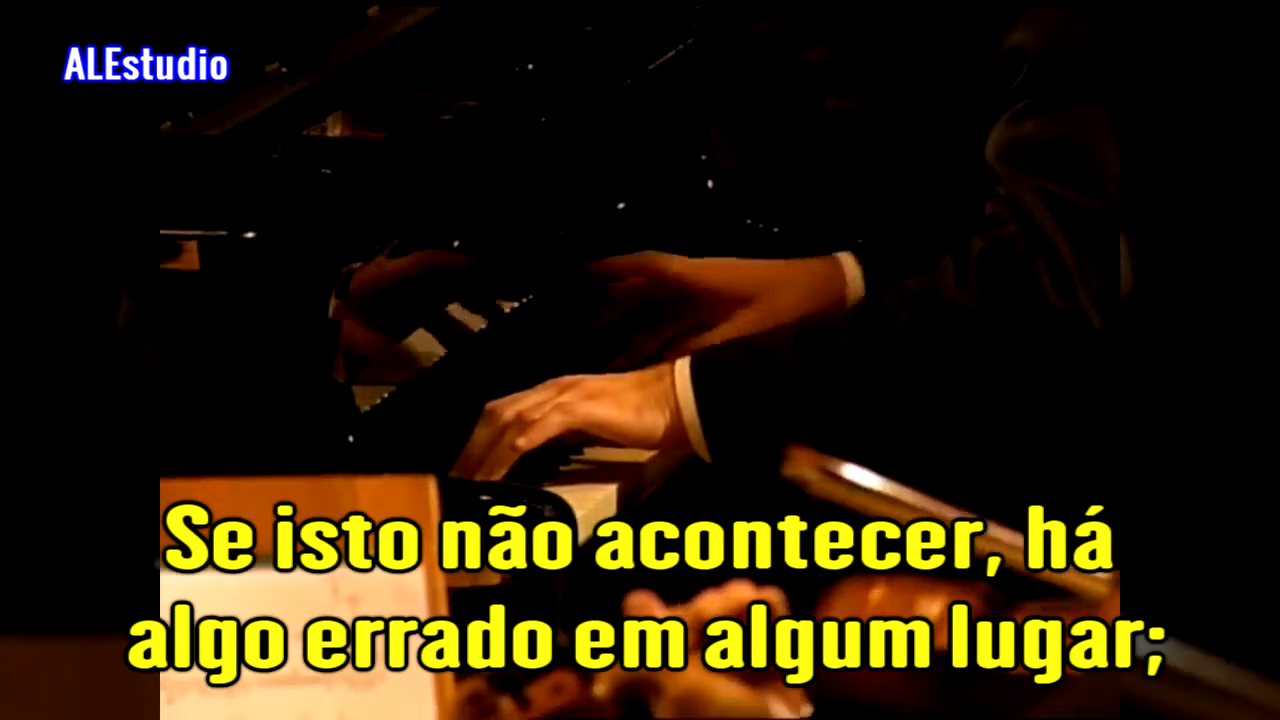 ALEstudio
Se isto não acontecer, há
algo errado em algum lugar;